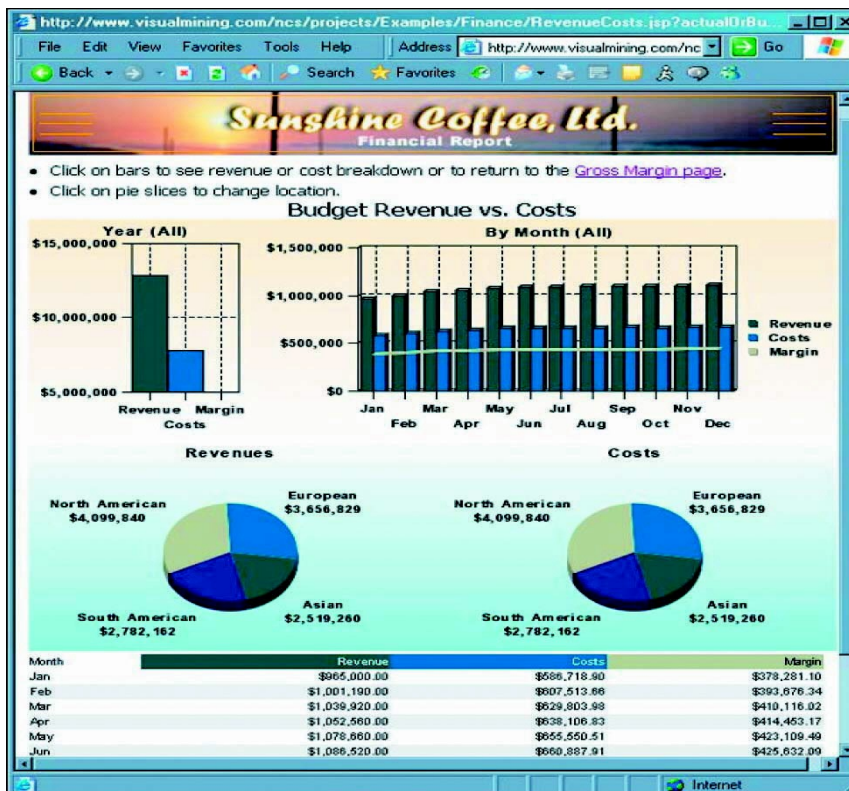 http://www.visualmining.com/ncs/projects/Examples/Finance/RevenueCosts.jsp?actualOrBu...
File Edit View Favorites Tools Help Address http://www.visualmining.com/nc Go
Back Search Favorites
Sunshine Coffee, Ltd.
Financial Report
• Click on bars to see revenue or cost breakdown or to return to the Gross Margin page.
• Click on pie slices to change location.
Budget Revenue vs. Costs
Year (All)
$15,000,000
$10,000,000
$5,000,000
Revenue Margin
Costs
By Month (All)
$1,500,000
$1,000,000
$500,000
$0
Jan Mar May Jul Sep Nov
Feb Apr Jun Aug Oct Dec
Revenue
Costs
Margin
Revenues
North American
$4,099,840
European
$3,656,829
South American
$2,782,162
Asian
$2,519,260
Costs
North American
$4,099,840
European
$3,656,829
South American
$2,782,162
Asian
$2,519,260
Month Revenue Costs Margin
Jan $965,000.00 $586,718.90 $378,281.10
Feb $1,001,190.00 $607,513.66 $393,676.34
Mar $1,039,920.00 $629,803.98 $410,116.02
Apr $1,052,560.00 $638,106.83 $414,453.17
May $1,078,660.00 $655,550.51 $423,109.49
Jun $1,086,520.00 $660,887.91 $425,632.09
Internet